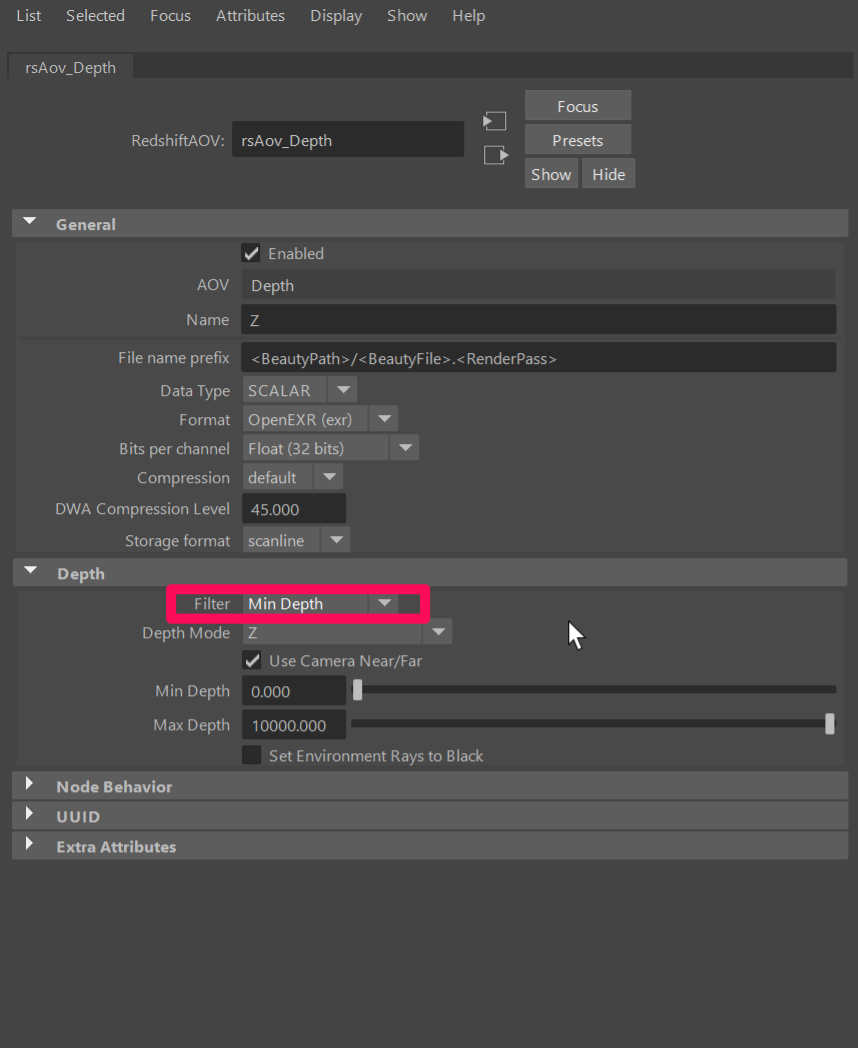 List Selected Focus Attributes Display Show Help
rsAov_Depth
Focus
RedshiftAOV: rsAov_Depth
Presets
Show Hide
General
Enabled
AOV Depth
Name Z
File name prefix <BeautyPath>/<BeautyFile>.<RenderPass>
Data Type SCALAR
Format OpenEXR (exr)
Bits per channel Float (32 bits)
Compression default
DWA Compression Level 45.000
Storage format scanline
Depth
Filter Min Depth
Depth Mode Z
Use Camera Near/Far
Min Depth 0.000
Max Depth 10000.000
Set Environment Rays to Black
Node Behavior
UUID
Extra Attributes